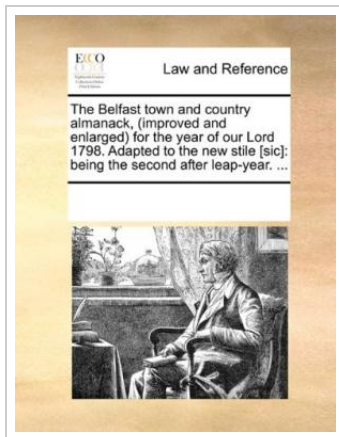 ECCO
Law and Reference
The Belfast town and country
almanack, (improved and
enlarged) for the year of our Lord
1798. Adapted to the new stile [sic]:
being the second after leap-year. ...